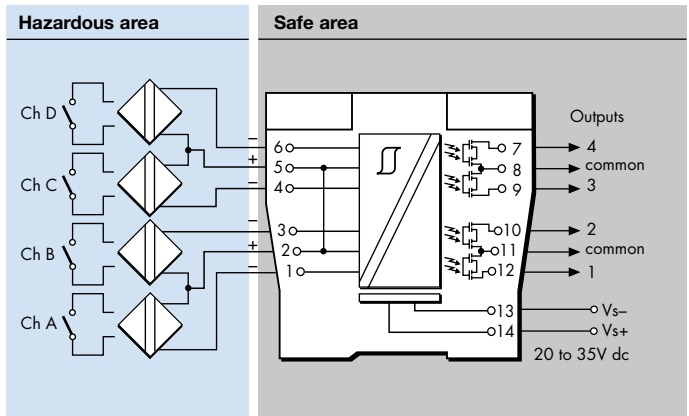 Hazardous area
Safe area
Ch D
Ch C
Ch B
Ch A
−
6
+
5
−
4
−
3
+
2
−
1
Outputs
7 4
8 common
9 3
10 2
11 common
12 1
13 Vs−
14 Vs+
20 to 35V dc